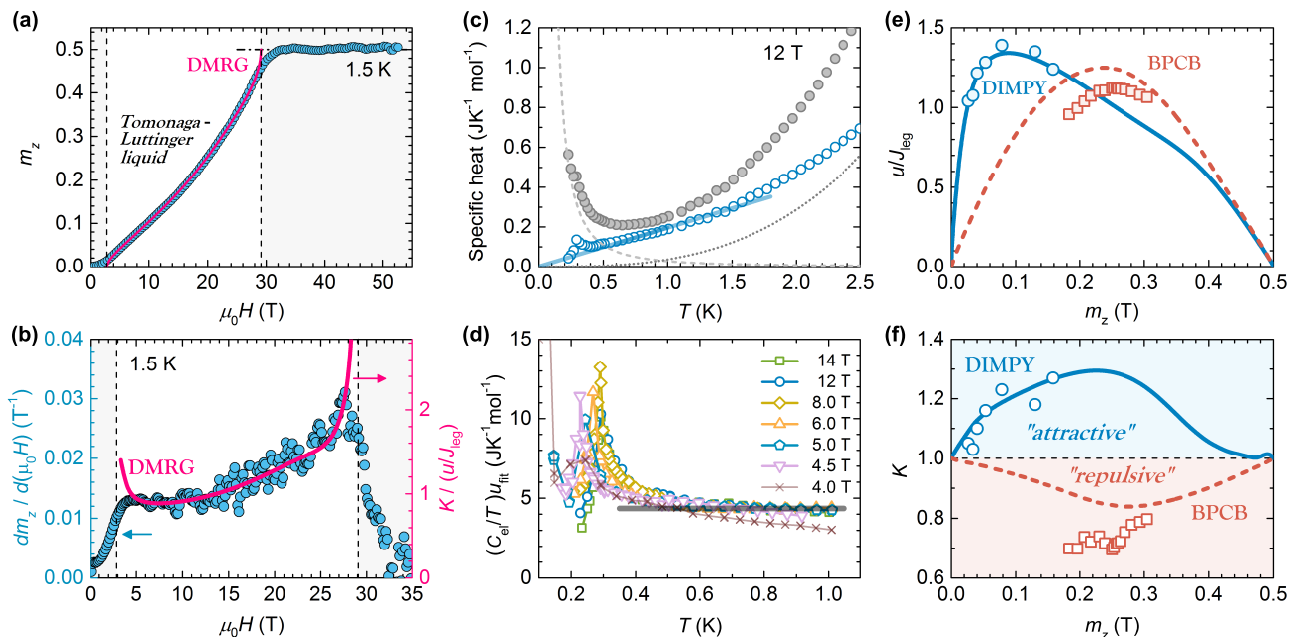 (a)
0.5
0.4
0.3
0.2
0.1
0.0
m_z
DMRG
1.5 K
Tomonaga -
Luttinger
liquid
0 10 20 30 40 50
μ₀H (T)
(c)
12 T
1.2
1.0
0.8
0.6
0.4
0.2
0.0
Specific heat (JK⁻¹ mol⁻¹)
0.0 0.5 1.0 1.5 2.0 2.5
T (K)
(e)
1.5
1.0
0.5
0.0
u/J_leg
DIMPY
BPCB
0.0 0.1 0.2 0.3 0.4 0.5
m_z (T)
(b)
1.5 K
0.04
0.03
0.02
0.01
0.00
dm_z / d(μ₀H) (T⁻¹)
DMRG
2
1
0
K / (u/J_leg)
0 5 10 15 20 25 30 35
μ₀H (T)
(d)
15
10
5
0
(C_el/T )u_fit (JK⁻¹mol⁻¹)
14 T
12 T
8.0 T
6.0 T
5.0 T
4.5 T
4.0 T
0.2 0.4 0.6 0.8 1.0
T (K)
(f)
1.4
1.2
1.0
0.8
0.6
K
DIMPY
"attractive"
"repulsive"
BPCB
0.0 0.1 0.2 0.3 0.4 0.5
m_z (T)